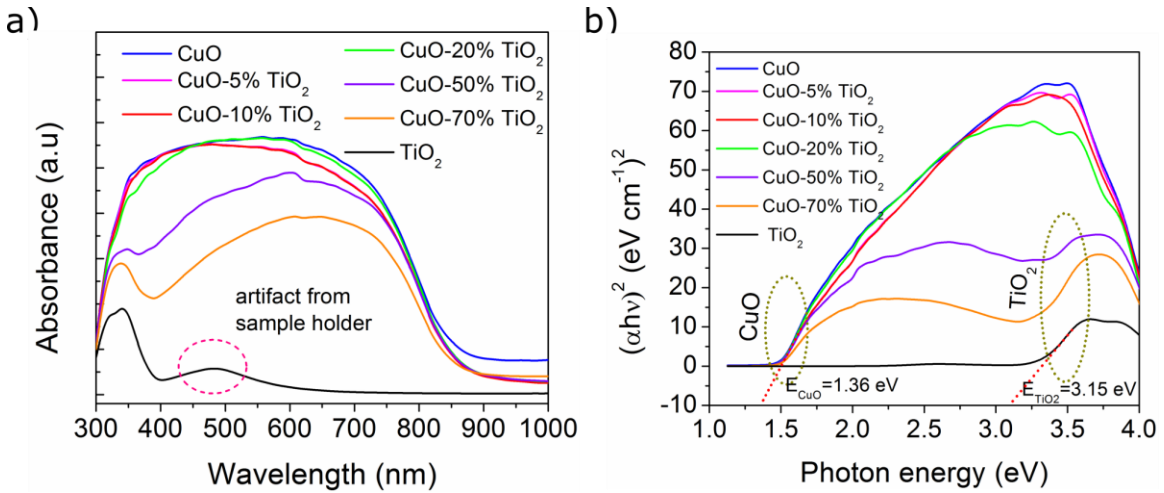 a)
CuO
CuO-5% TiO₂
CuO-10% TiO₂
CuO-20% TiO₂
CuO-50% TiO₂
CuO-70% TiO₂
TiO₂
artifact from
sample holder
Absorbance (a.u)
300 400 500 600 700 800 900 1000
Wavelength (nm)
b)
80
70
60
50
40
30
20
10
0
-10
CuO
CuO-5% TiO₂
CuO-10% TiO₂
CuO-20% TiO₂
CuO-50% TiO₂
CuO-70% TiO₂
TiO₂
(αhν)² (eV cm⁻¹)²
CuO
TiO₂
E_CuO=1.36 eV
E_TiO2=3.15 eV
1.0 1.5 2.0 2.5 3.0 3.5 4.0
Photon energy (eV)